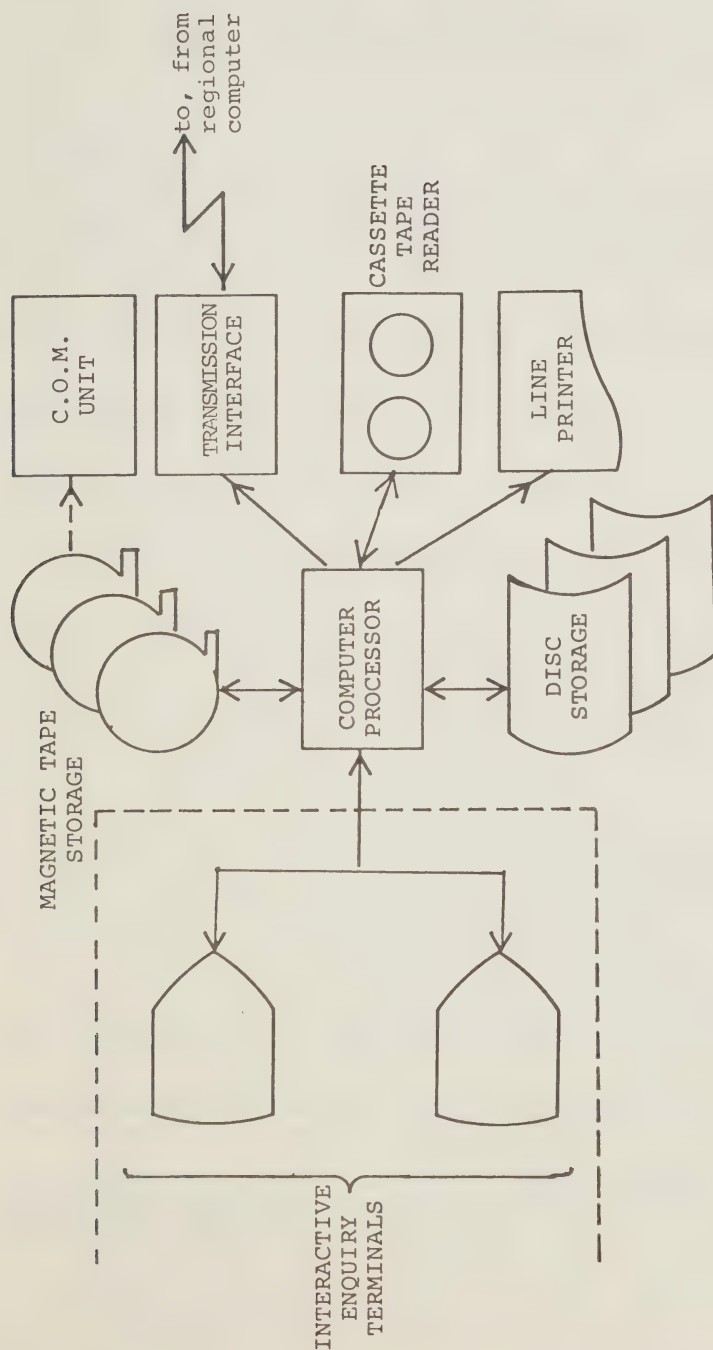 MAGNETIC TAPE
STORAGE
C.O.M.
UNIT
TRANSMISSION
INTERFACE
to, from
regional
computer
CASSETTE
TAPE
READER
LINE
PRINTER
COMPUTER
PROCESSOR
DISC
STORAGE
INTERACTIVE
ENQUIRY
TERMINALS